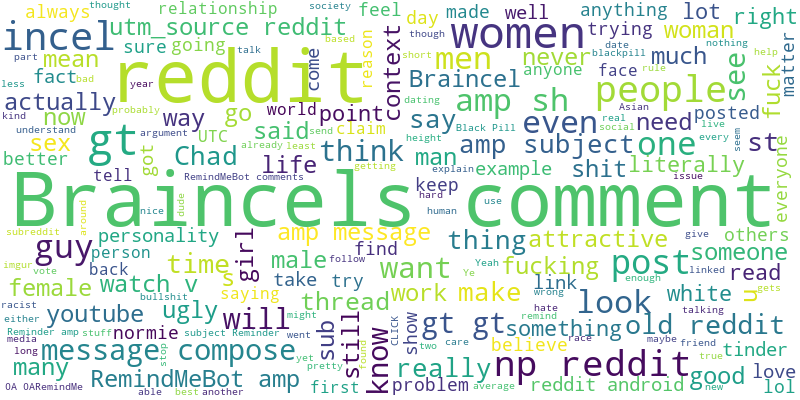 always thought relationship society feel day made well anything lot right
incel utm_source reddit talk though women trying woman
part mean sure going come based reason men never blackpill date nothing
less fact bad reddit context Braincel anyone face much see fuck help matter
actually year amp sh people rule
kind now way probably go world point claim say dating even Asian need posted
understand argument UTC said send short Black Pill real social live every st
better sex got gt already least think man height amp subject one seem
tell Chad life getting explain example shit literally everyone
RemindMeBot comments keep hard use human issue
nice dude
Braincels comment
subreddit around
guy personality girl amp message find thing attractive post others
imgur person time s male follow want Yeah Ye fucking give someone
vote back female watch v saying take try work make link look linked enough read u gets
racist bullshit ugly will thread white
either youtube might sub still know CLICK show gt gt something wrong old reddit talking
Reminder amp stuff normie subject Reminder went two hate remind race maybe friend
media message compose yet care believe tinder
long stop found np reddit true
many RemindMeBot amp pretty really problem reddit android good love
OA OARemindMe able best another first average new lol